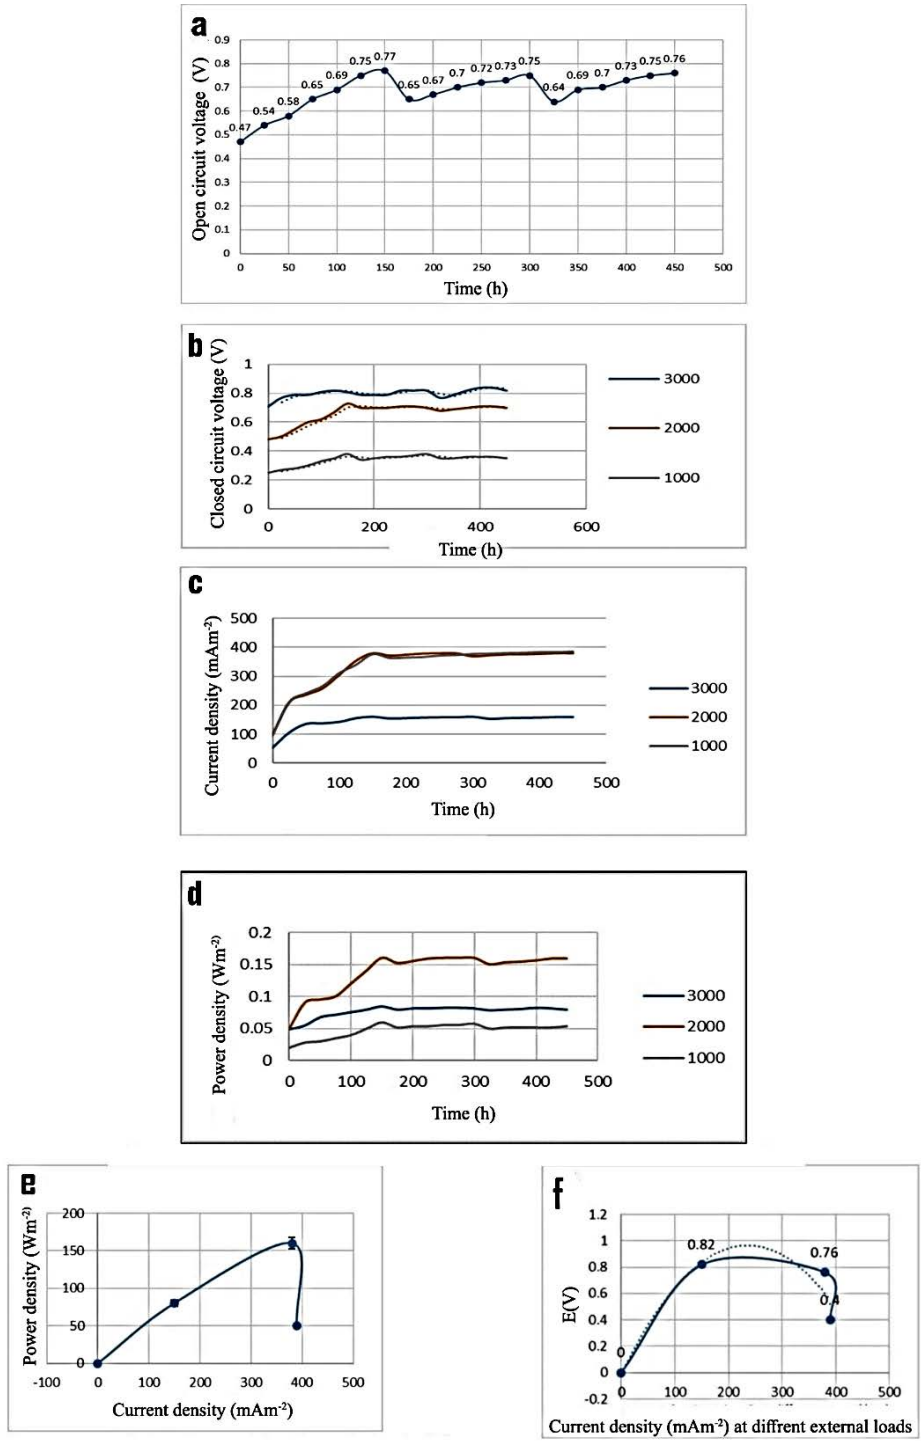 a
0.9
0.8
0.7
0.6
0.5
0.4
0.3
0.2
0.1
0
Open circuit voltage (V)
0.47 0.54 0.58 0.65 0.69 0.75 0.77 0.65 0.67 0.7 0.72 0.73 0.75 0.64 0.69 0.7 0.73 0.75 0.76
0 50 100 150 200 250 300 350 400 450 500
Time (h)
b
Closed circuit voltage (V)
1
0.8
0.6
0.4
0.2
0
0 200 400 600
Time (h)
3000
2000
1000
c
Current density (mAm-2)
500
400
300
200
100
0
0 100 200 300 400 500
Time (h)
3000
2000
1000
d
Power density (Wm-2)
0.2
0.15
0.1
0.05
0
0 100 200 300 400 500
Time (h)
3000
2000
1000
e
Power density (Wm-2)
200
150
100
50
0
-100 0 100 200 300 400 500
Current density (mAm-2)
f
E(V)
1.2
1
0.8
0.6
0.4
0.2
0
-0.2
0 0.82 0.76 0.4
0 100 200 300 400 500
Current density (mAm-2) at diffrent external loads